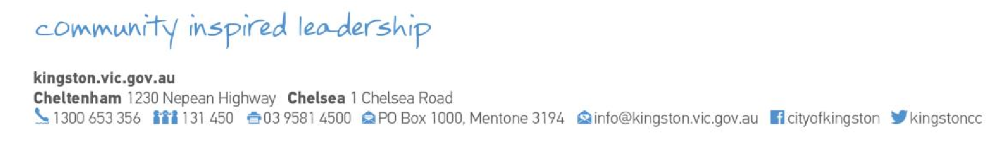 community inspired leadership
kingston.vic.gov.au
Cheltenham 1230 Nepean Highway Chelsea 1 Chelsea Road
1300 653 356 131 450 03 9581 4500 PO Box 1000, Mentone 3194 info@kingston.vic.gov.au cityofkingston kingstoncc